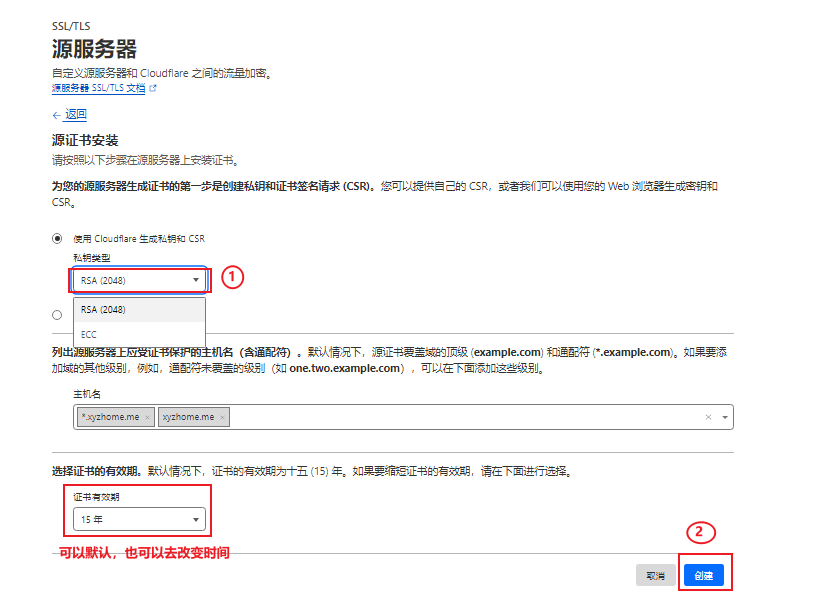 SSL/TLS
源服务器
自定义源服务器和 Cloudflare 之间的流量加密。
源服务器 SSL/TLS 文档
← 返回
源证书安装
请按照以下步骤在源服务器上安装证书。
为您的源服务器生成证书的第一步是创建私钥和证书签名请求 (CSR)。您可以提供自己的 CSR，或者我们可以使用您的 Web 浏览器生成密钥和
CSR。
使用 Cloudflare 生成私钥和 CSR
私钥类型
RSA (2048)
1
RSA (2048)
ECC
列出源服务器上应受证书保护的主机名（含通配符）。默认情况下，源证书覆盖域的顶级 (example.com) 和通配符 (*.example.com)。如果要添
加域的其他级别，例如，通配符未覆盖的级别（如 one.two.example.com），可以在下面添加这些级别。
主机名
*.xyzhome.me × xyzhome.me ×
选择证书的有效期。默认情况下，证书的有效期为十五 (15) 年。如果要缩短证书的有效期，请在下面进行选择。
证书有效期
15 年
可以默认，也可以去改变时间
2
取消 创建